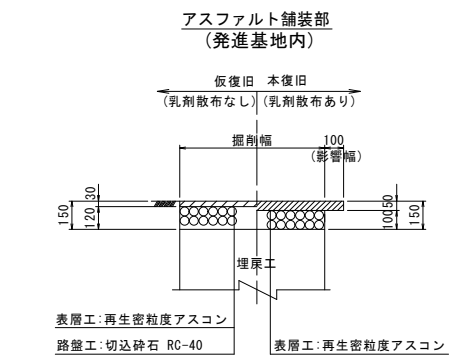 アスファルト舗装部
(発進基地内)
仮復旧 本復旧
(乳剤散布なし) (乳剤散布あり)
掘削幅 100
(影響幅)
30
150
120
50
100
150
埋戻工
表層工:再生密粒度アスコン
路盤工:切込砕石 RC-40
表層工:再生密粒度アスコン